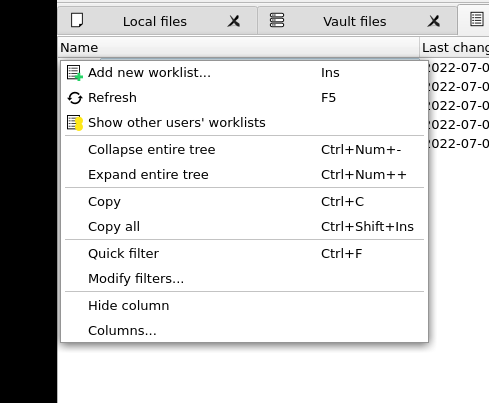 Local files Vault files
Name Last chang
Add new worklist... Ins
Refresh F5
Show other users' worklists
Collapse entire tree Ctrl+Num+-
Expand entire tree Ctrl+Num++
Copy Ctrl+C
Copy all Ctrl+Shift+Ins
Quick filter Ctrl+F
Modify filters...
Hide column
Columns...
2022-07-0
2022-07-0
2022-07-0
2022-07-0
2022-07-0